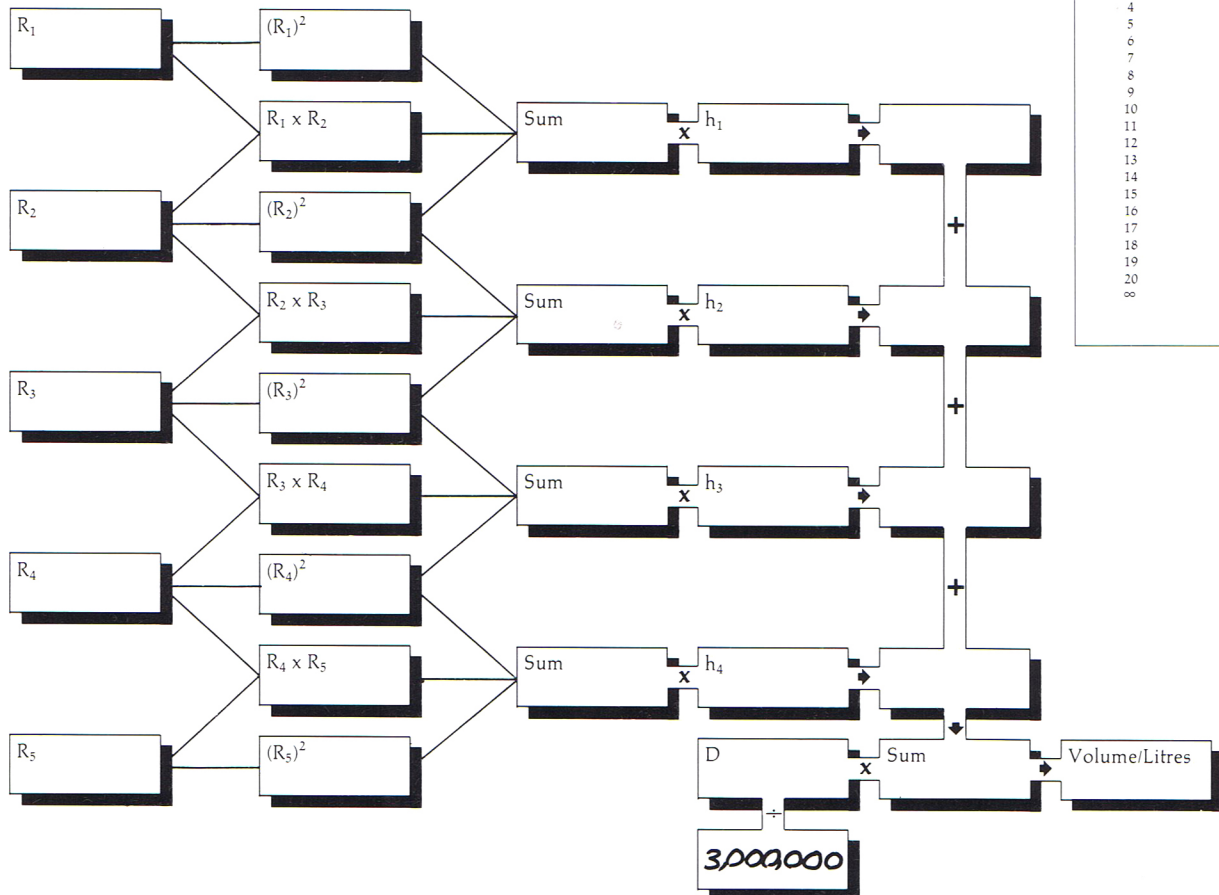 R₁
(R₁)²
R₁ x R₂
Sum
x
h₁
R₂
(R₂)²
+
R₂ x R₃
Sum
x
h₂
R₃
(R₃)²
+
R₃ x R₄
Sum
x
h₃
R₄
(R₄)²
+
R₄ x R₅
Sum
x
h₄
R₅
(R₅)²
D
x
Sum
Volume/Litres
÷
3,000,000
4
5
6
7
8
9
10
11
12
13
14
15
16
17
18
19
20
∞